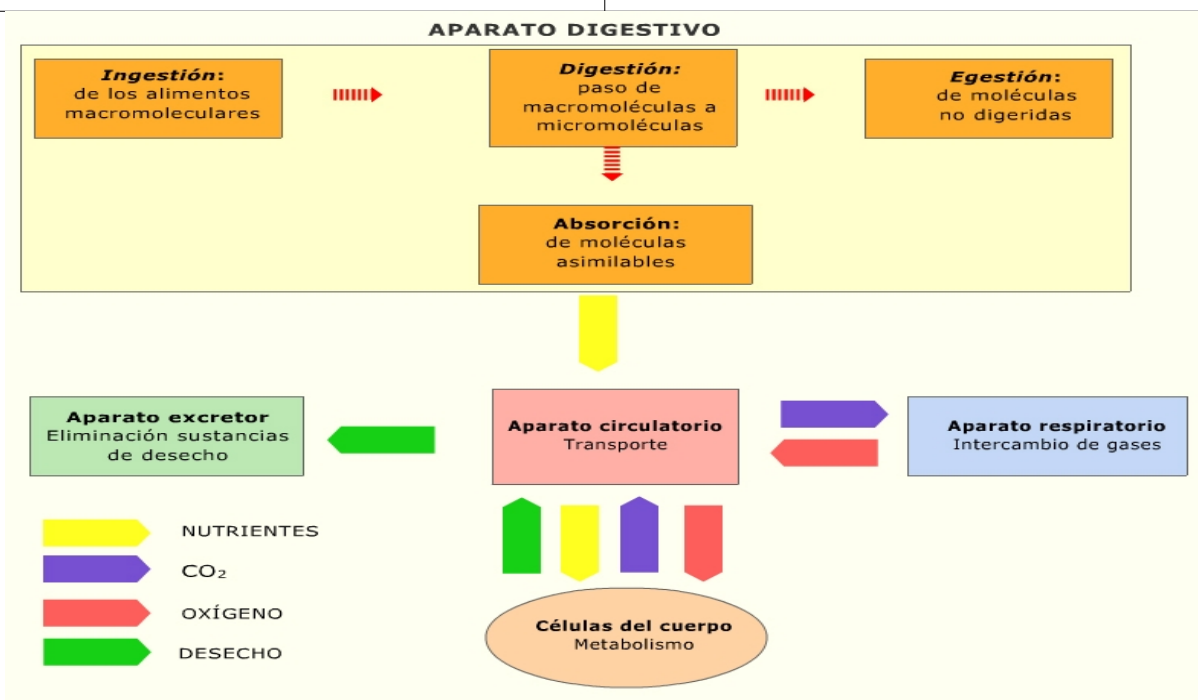 APARATO DIGESTIVO
Ingestión:
de los alimentos
macromoleculares
Digestión:
paso de
macromoléculas a
micromoléculas
Egestión:
de moléculas
no digeridas
Absorción:
de moléculas
asimilables
Aparato excretor
Eliminación sustancias
de desecho
Aparato circulatorio
Transporte
Aparato respiratorio
Intercambio de gases
NUTRIENTES
CO₂
OXÍGENO
DESECHO
Células del cuerpo
Metabolismo